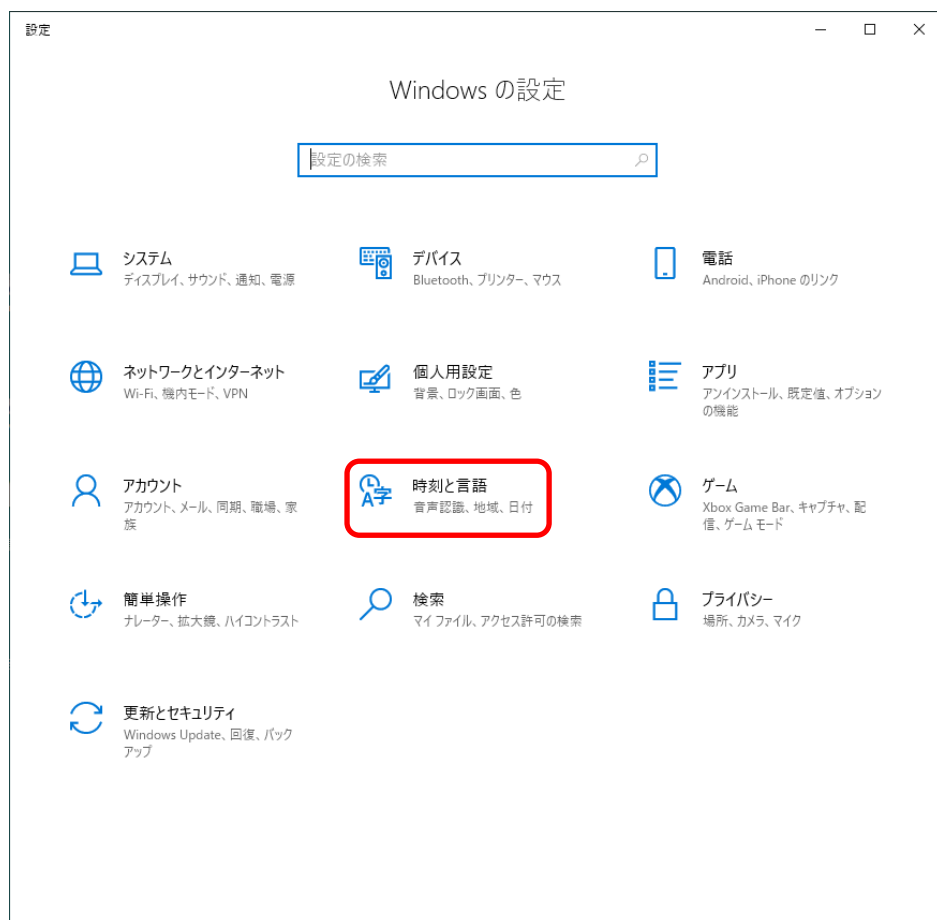 設定
Windows の設定
設定の検索
システム
ディスプレイ、サウンド、通知、電源
デバイス
Bluetooth、プリンター、マウス
電話
Android、iPhone のリンク
ネットワークとインターネット
Wi-Fi、機内モード、VPN
個人用設定
背景、ロック画面、色
アプリ
アンインストール、既定値、オプション
の機能
アカウント
アカウント、メール、同期、職場、家
族
時刻と言語
音声認識、地域、日付
ゲーム
Xbox Game Bar、キャプチャ、配
信、ゲーム モード
簡単操作
ナレーター、拡大鏡、ハイコントラスト
検索
マイ ファイル、アクセス許可の検索
プライバシー
場所、カメラ、マイク
更新とセキュリティ
Windows Update、回復、バック
アップ